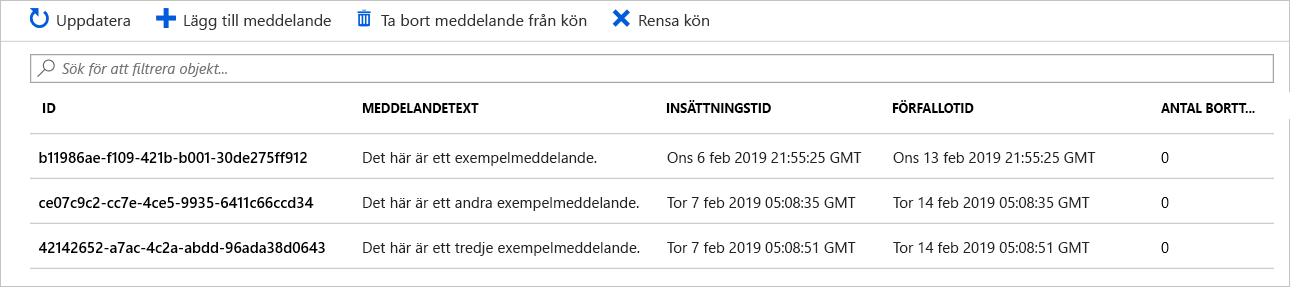 Uppdatera Lägg till meddelande Ta bort meddelande från kön Rensa kön
Sök för att filtrera objekt...
ID MEDDELANDETEXT INSÄTTNINGSTID FÖRFALLOTID ANTAL BORTT...
b11986ae-f109-421b-b001-30de275ff912 Det här är ett exempelmeddelande. Ons 6 feb 2019 21:55:25 GMT Ons 13 feb 2019 21:55:25 GMT 0
ce07c9c2-cc7e-4ce5-9935-6411c66ccd34 Det här är ett andra exempelmeddelande. Tor 7 feb 2019 05:08:35 GMT Tor 14 feb 2019 05:08:35 GMT 0
42142652-a7ac-4c2a-abdd-96ada38d0643 Det här är ett tredje exempelmeddelande. Tor 7 feb 2019 05:08:51 GMT Tor 14 feb 2019 05:08:51 GMT 0